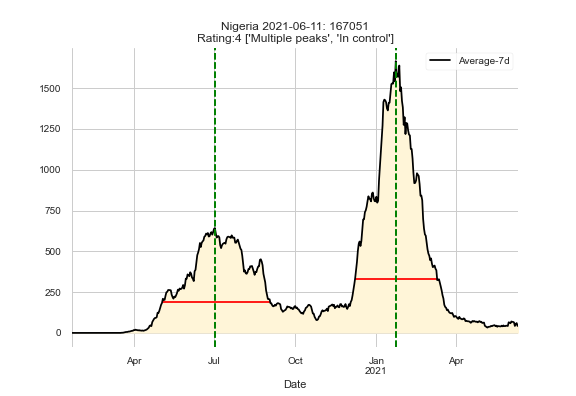 Nigeria 2021-06-11: 167051
Rating:4 ['Multiple peaks', 'In control']
Average-7d
1500
1250
1000
750
500
250
0
Apr
Jul
Oct
Jan
2021
Apr
Date